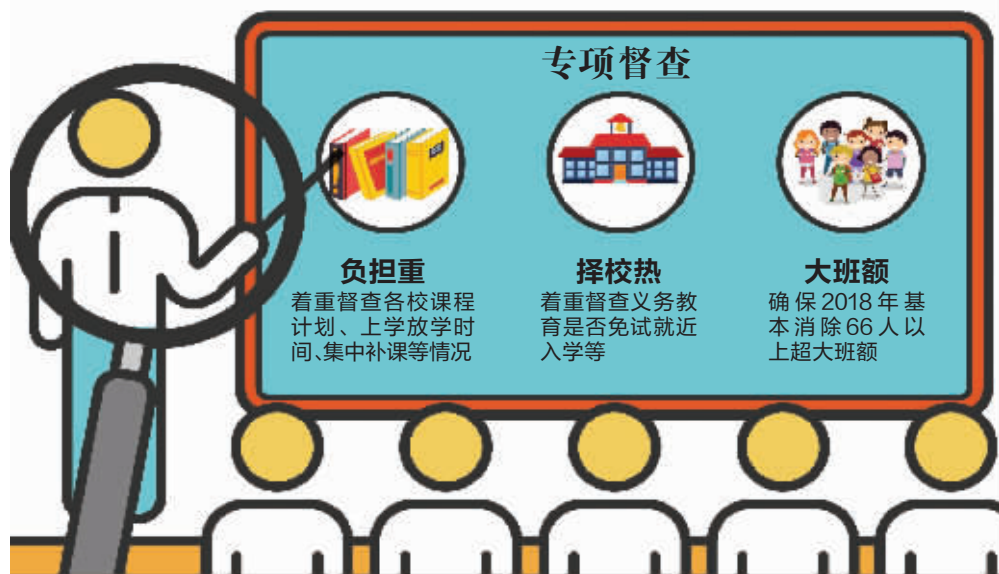 专项督查
负担重
着重督查各校课程
计划、上学放学时
间、集中补课等情况
择校热
着重督查义务教
育是否免试就近
入学等
大班额
确保2018年基
本消除66人以
上超大班额